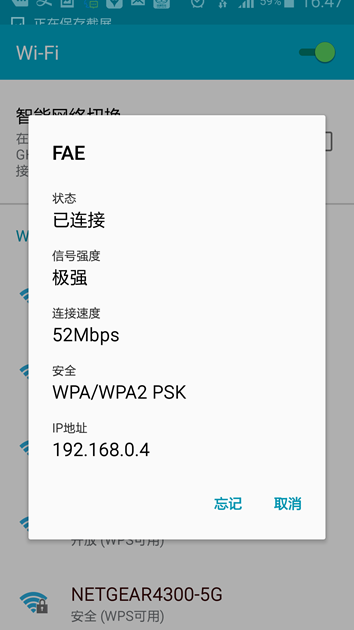 59% 16:47
正在保存截屏
Wi-Fi
智能网络切换
在
接
FAE
状态
已连接
信号强度
极强
连接速度
52Mbps
安全
WPA/WPA2 PSK
IP地址
192.168.0.4
忘记
取消
开放 (WPS可用)
NETGEAR4300-5G
安全 (WPS可用)